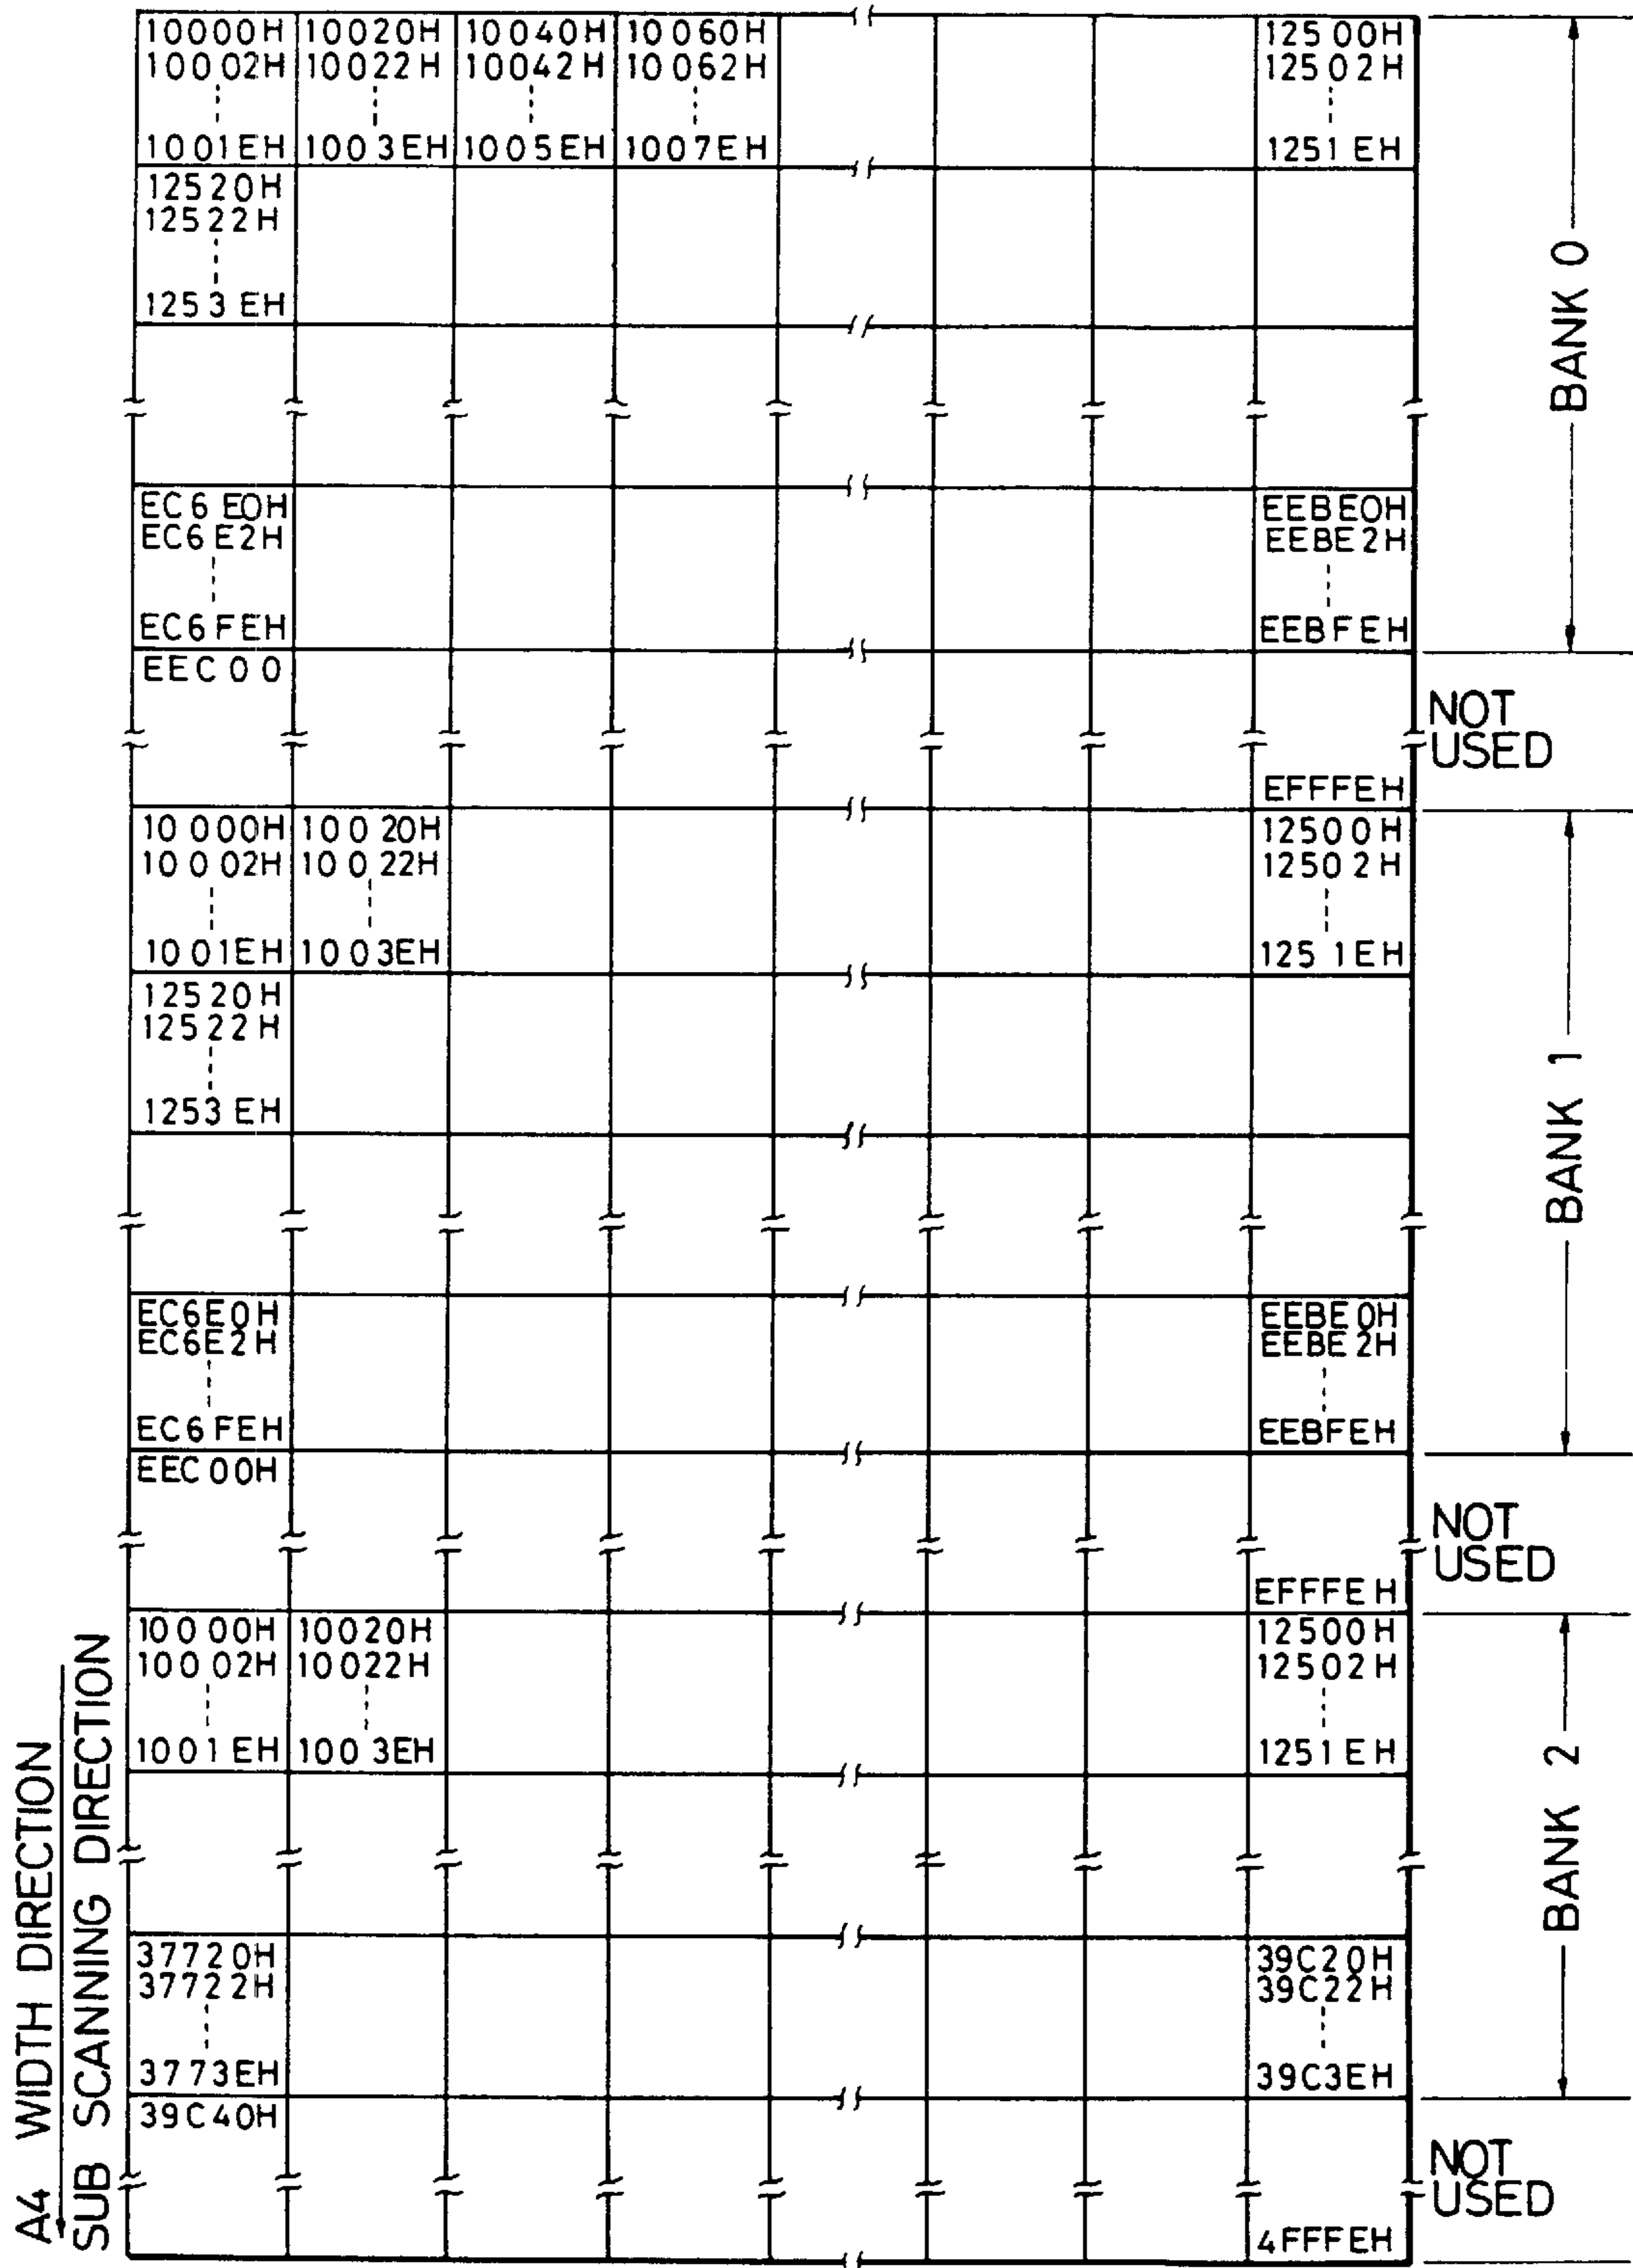 10000H 10020H 10040H 10060H 12500H
10002H 10022H 10042H 10062H 12502H
1001EH 1003EH 1005EH 1007EH 1251EH
12520H
12522H
1253EH
BANK 0
EC6E0H EEBE0H
EC6E2H EEBE2H
EC6FEH EEBFEH
EEC00
NOT
USED
EFFFEH
10000H 10020H 12500H
10002H 10022H 12502H
1001EH 1003EH 1251EH
12520H
12522H
1253EH
BANK 1
EC6E0H EEBE0H
EC6E2H EEBE2H
EC6FEH EEBFEH
EEC00H
NOT
USED
EFFFEH
10000H 10020H 12500H
10002H 10022H 12502H
1001EH 1003EH 1251EH
BANK 2
37720H 39C20H
37722H 39C22H
3773EH 39C3EH
39C40H
NOT
USED
4FFFEH
A4 WIDTH DIRECTION
SUB SCANNING DIRECTION